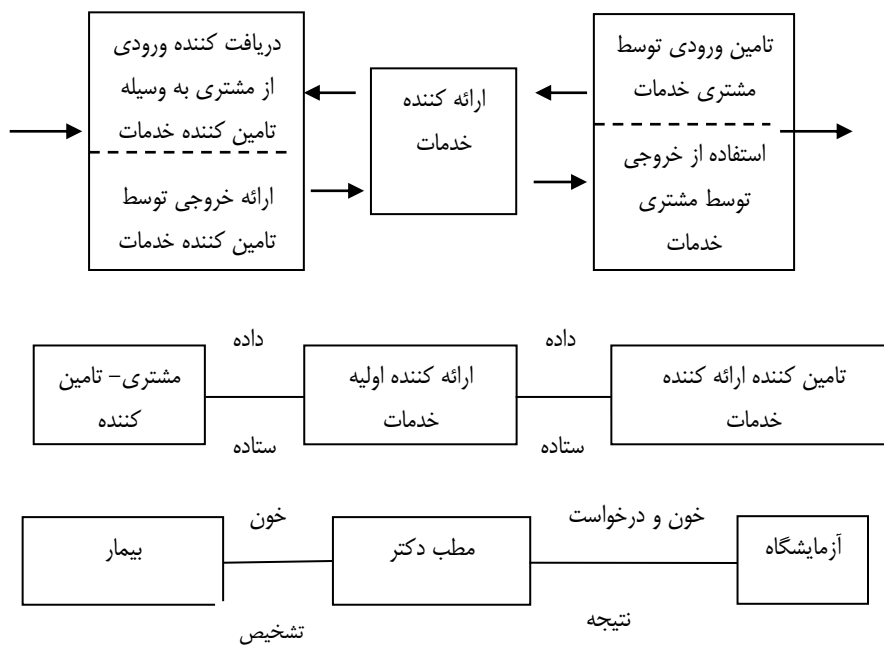 تامین ورودی توسط
مشتری خدمات
استفاده از خروجی
توسط مشتری
خدمات
ارائه کننده
خدمات
دریافت کننده ورودی
از مشتری به وسیله
تامین کننده خدمات
ارائه خروجی توسط
تامین کننده خدمات
داده
داده
تامین کننده ارائه کننده
خدمات
ارائه کننده اولیه
خدمات
مشتری– تامین
کننده
ستاده
ستاده
خون و درخواست
خون
آزمایشگاه
مطب دکتر
بیمار
نتیجه
تشخیص